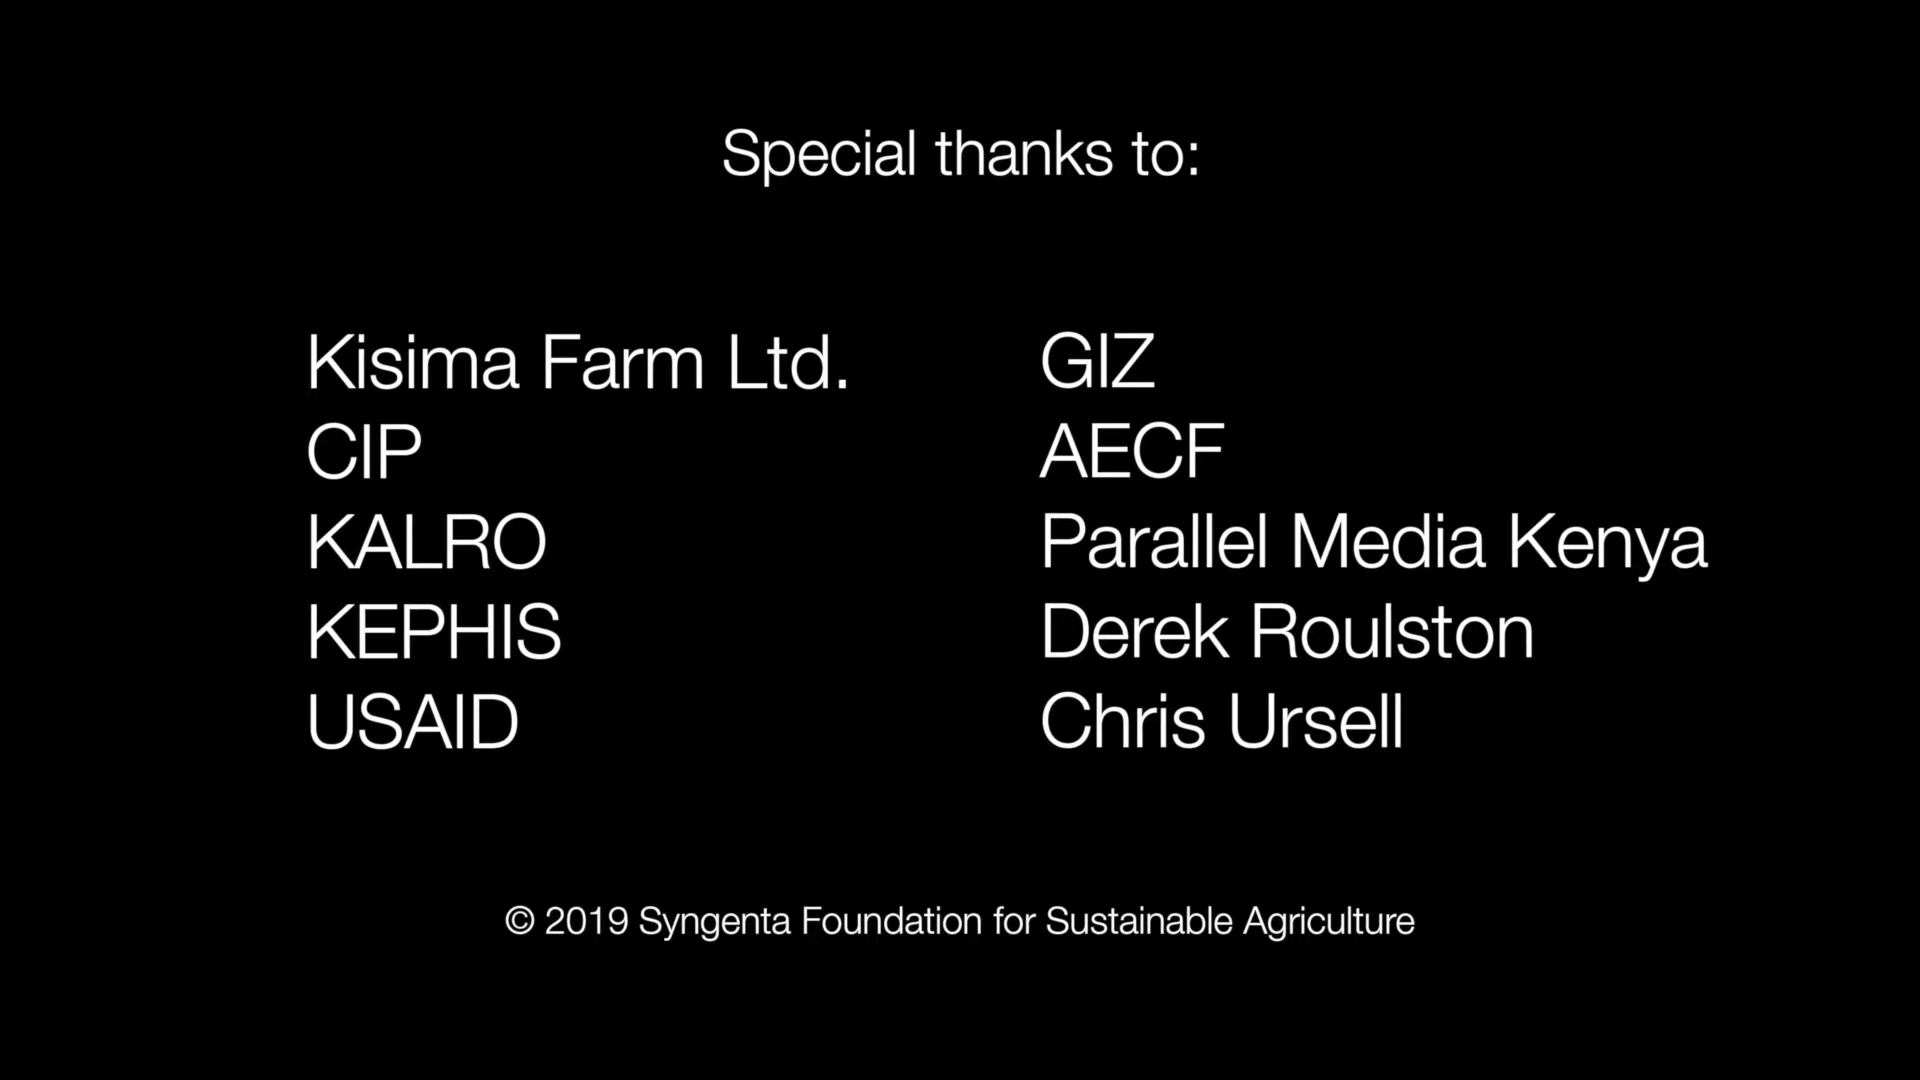 Special thanks to:
Kisima Farm Ltd.
CIP
KALRO
KEPHIS
USAID
GIZ
AECF
Parallel Media Kenya
Derek Roulston
Chris Ursell
© 2019 Syngenta Foundation for Sustainable Agriculture